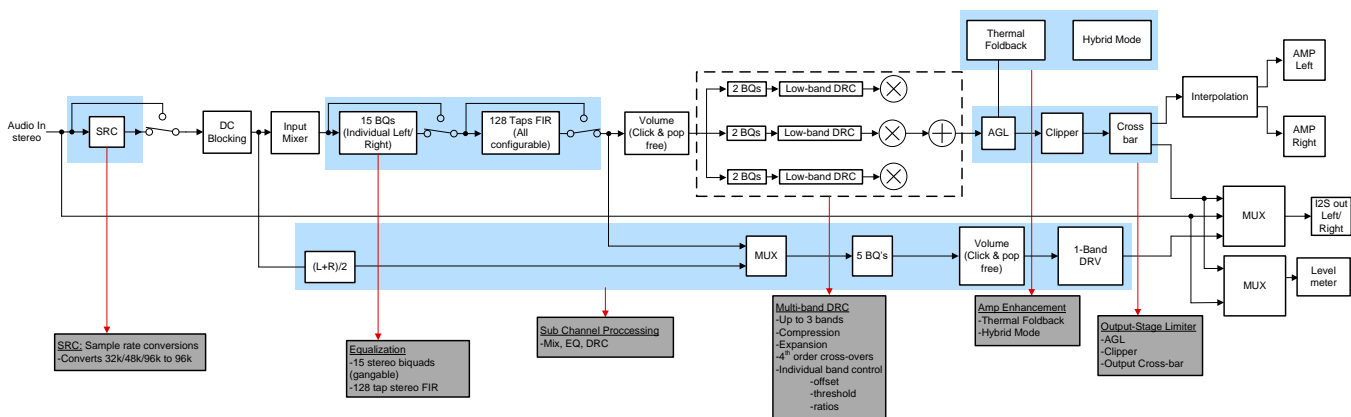 Audio In
stereo
SRC
DC
Blocking
Input
Mixer
15 BQs
(Individual Left/
Right)
128 Taps FIR
(All
configurable)
Volume
(Click & pop
free)
2 BQs
Low-band DRC
2 BQs
Low-band DRC
2 BQs
Low-band DRC
Thermal
Foldback
Hybrid Mode
AGL
Clipper
Cross
bar
Interpolation
AMP
Left
AMP
Right
MUX
I2S out
Left/
Right
MUX
Level
meter
(L+R)/2
MUX
5 BQ's
Volume
(Click & pop
free)
1-Band
DRV
SRC: Sample rate conversions
-Converts 32k/48k/96k to 96k
Equalization
-15 stereo biquads
(gangable)
-128 tap stereo FIR
Sub Channel Proccessing
-Mix, EQ, DRC
Multi-band DRC
-Up to 3 bands
-Compression
-Expansion
-4th order cross-overs
-Individual band control
-offset
-threshold
-ratios
Amp Enhancement
-Thermal Foldback
-Hybrid Mode
Output-Stage Limiter
-AGL
-Clipper
-Output Cross-bar